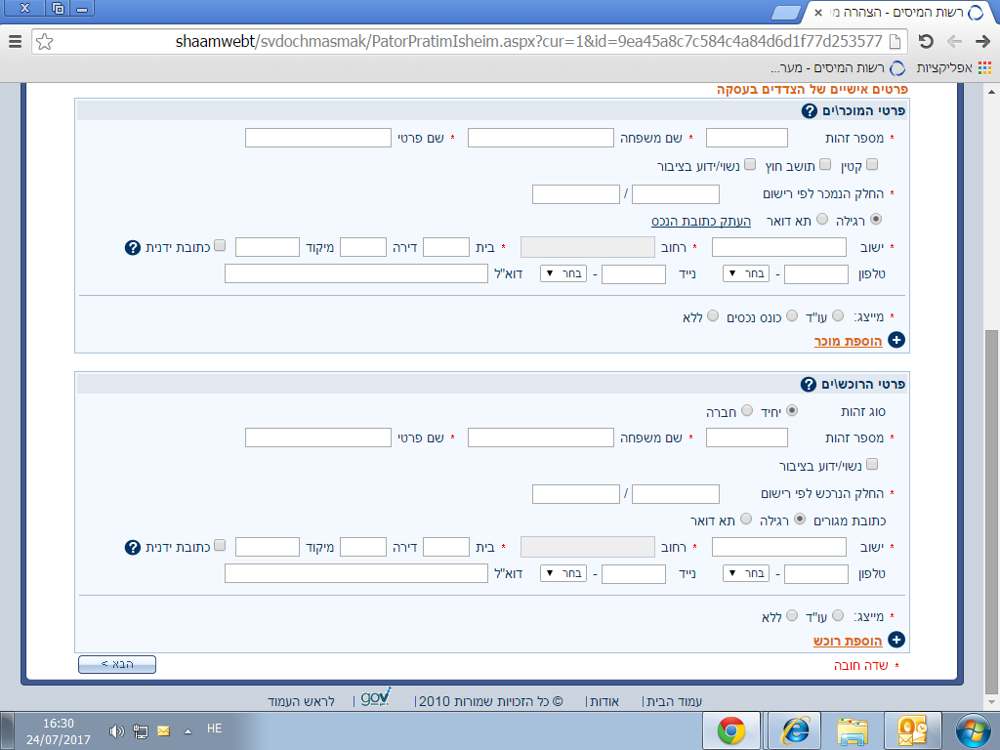 רשות המיסים - הצהרה מי
shaamwebt/svdochmasmak/PatorPratimIsheim.aspx?cur=1&id=9ea45a8c7c584c4a84d6d1f77d253577
אפליקציות רשות המיסים - מער...
פרטים אישיים של הצדדים בעסקה
פרטי המוכר\ים ?
* מספר זהות * שם משפחה * שם פרטי
קטין תושב חוץ נשוי/ידוע בציבור
* החלק הנמכר לפי רישום /
רגילה תא דואר העתק כתובת הנכס
* ישוב * רחוב * בית דירה מיקוד כתובת ידנית ?
טלפון - בחר נייד - בחר דוא"ל
* מייצג: עו"ד כונס נכסים ללא
הוספת מוכר
פרטי הרוכש\ים ?
סוג זהות יחיד חברה
* מספר זהות * שם משפחה * שם פרטי
נשוי/ידוע בציבור
* החלק הנרכש לפי רישום /
כתובת מגורים רגילה תא דואר
* ישוב * רחוב * בית דירה מיקוד כתובת ידנית ?
טלפון - בחר נייד - בחר דוא"ל
* מייצג: עו"ד ללא
הוספת רוכש
* שדה חובה
הבא >
עמוד הבית | אודות | © כל הזכויות שמורות 2010 | gov | לראש העמוד
HE
16:30
24/07/2017